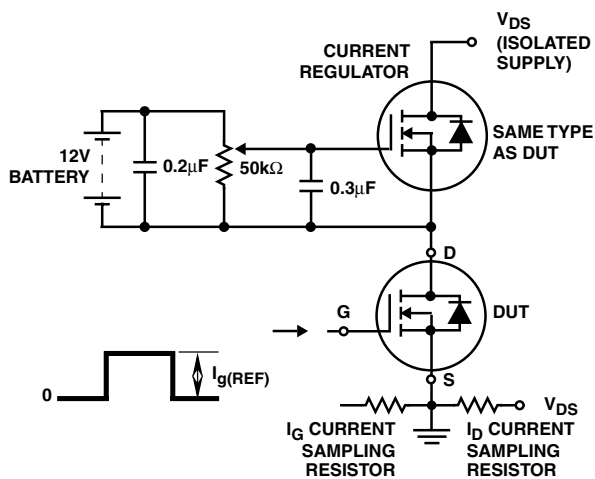 V_DS
(ISOLATED
SUPPLY)
CURRENT
REGULATOR
SAME TYPE
AS DUT
12V
BATTERY
0.2μF
50kΩ
0.3μF
D
DUT
G
S
I_g(REF)
0
V_DS
I_G CURRENT
SAMPLING
RESISTOR
I_D CURRENT
SAMPLING
RESISTOR